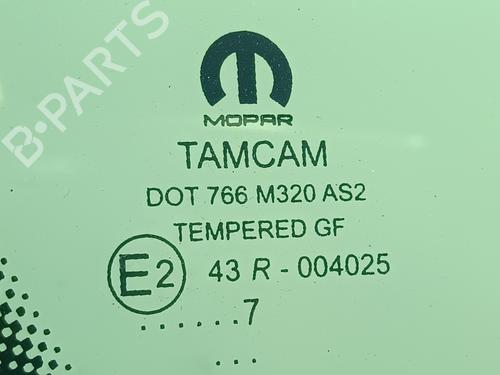 B-PARTS
MOPAR
TAMCAM
DOT 766 M320 AS2
TEMPERED GF
E2 43 R - 004025
.......7
...